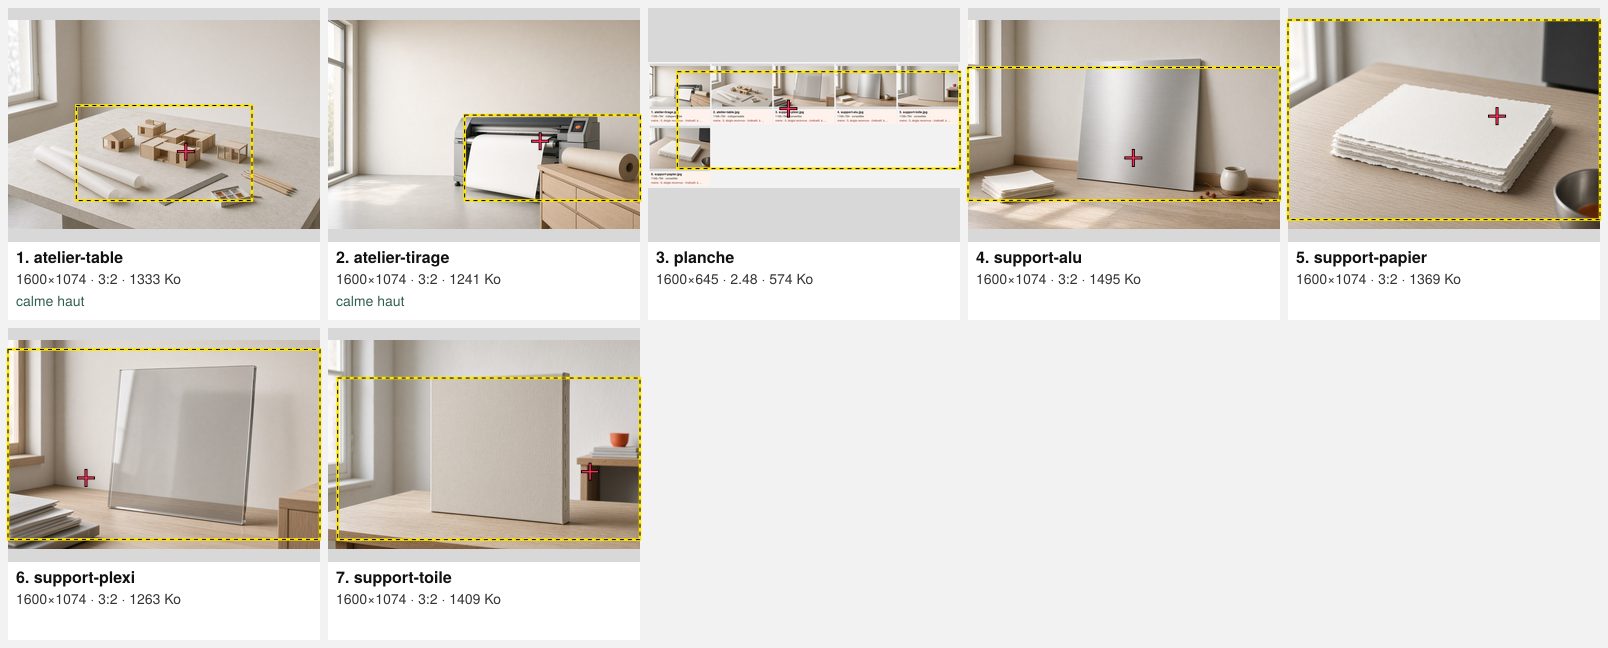 1. atelier-table
1600×1074 · 3:2 · 1333 Ko
calme haut
2. atelier-tirage
1600×1074 · 3:2 · 1241 Ko
calme haut
3. planche
1600×645 · 2.48 · 574 Ko
4. support-alu
1600×1074 · 3:2 · 1495 Ko
5. support-papier
1600×1074 · 3:2 · 1369 Ko
6. support-plexi
1600×1074 · 3:2 · 1263 Ko
7. support-toile
1600×1074 · 3:2 · 1409 Ko